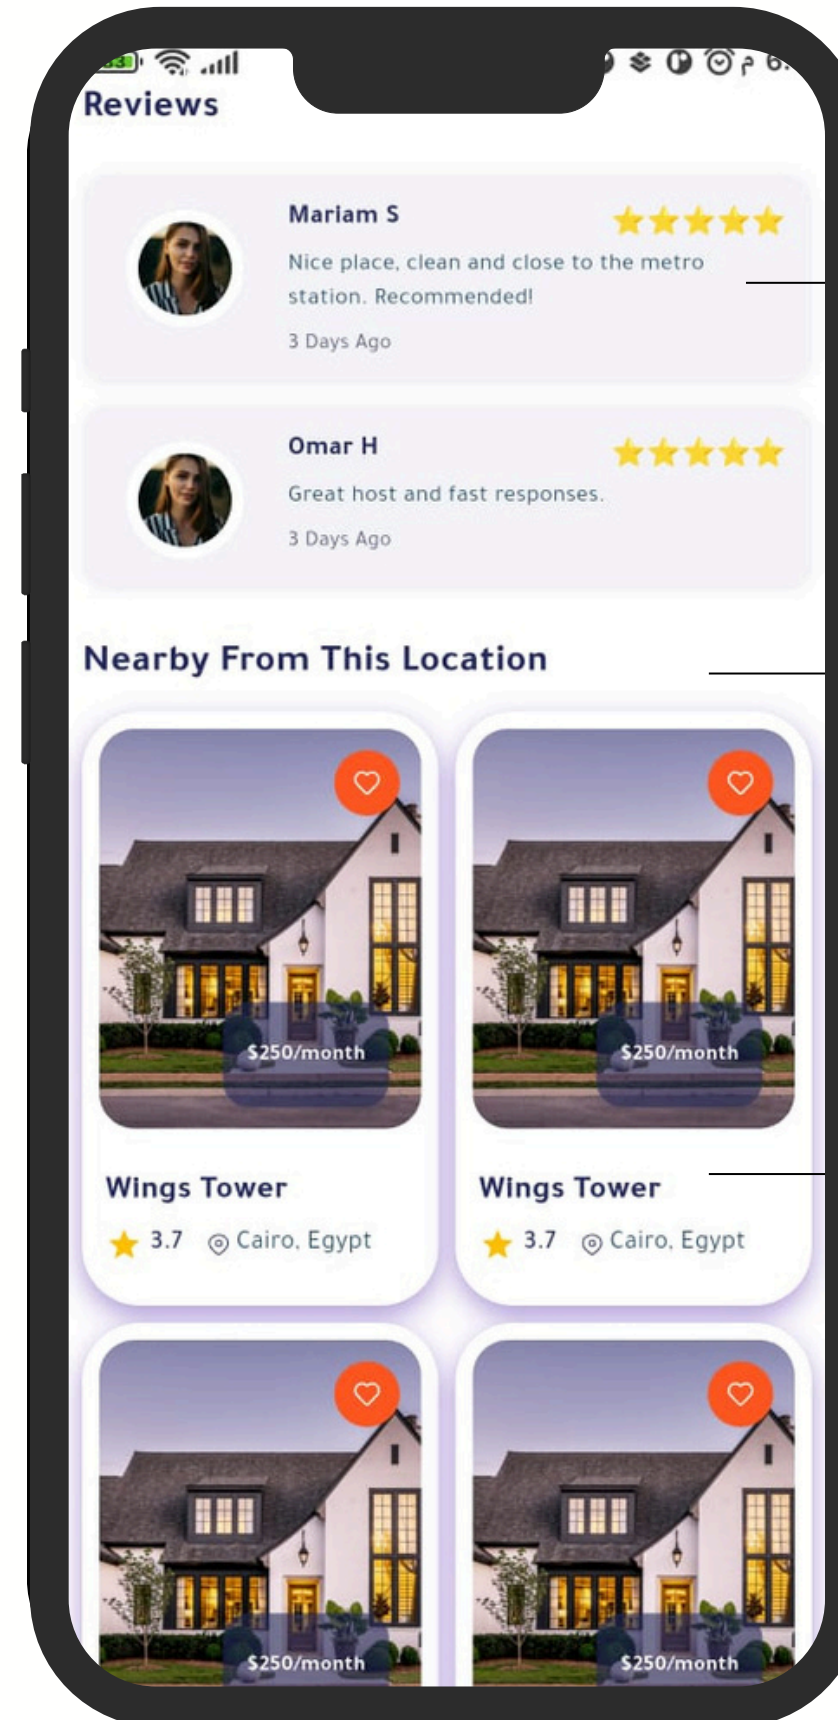 Reviews
Mariam S
Nice place, clean and close to the metro
station. Recommended!
3 Days Ago
Omar H
Great host and fast responses.
3 Days Ago
Nearby From This Location
$250/month
$250/month
Wings Tower
Wings Tower
3.7 Cairo, Egypt
3.7 Cairo, Egypt
$250/month
$250/month